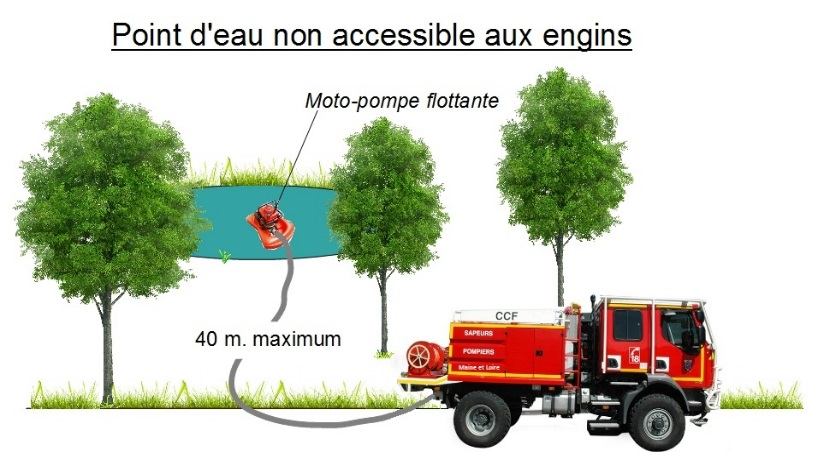 Point d'eau non accessible aux engins
Moto-pompe flottante
40 m. maximum
CCF
SAPEURS
POMPIERS
Maine et Loire
18